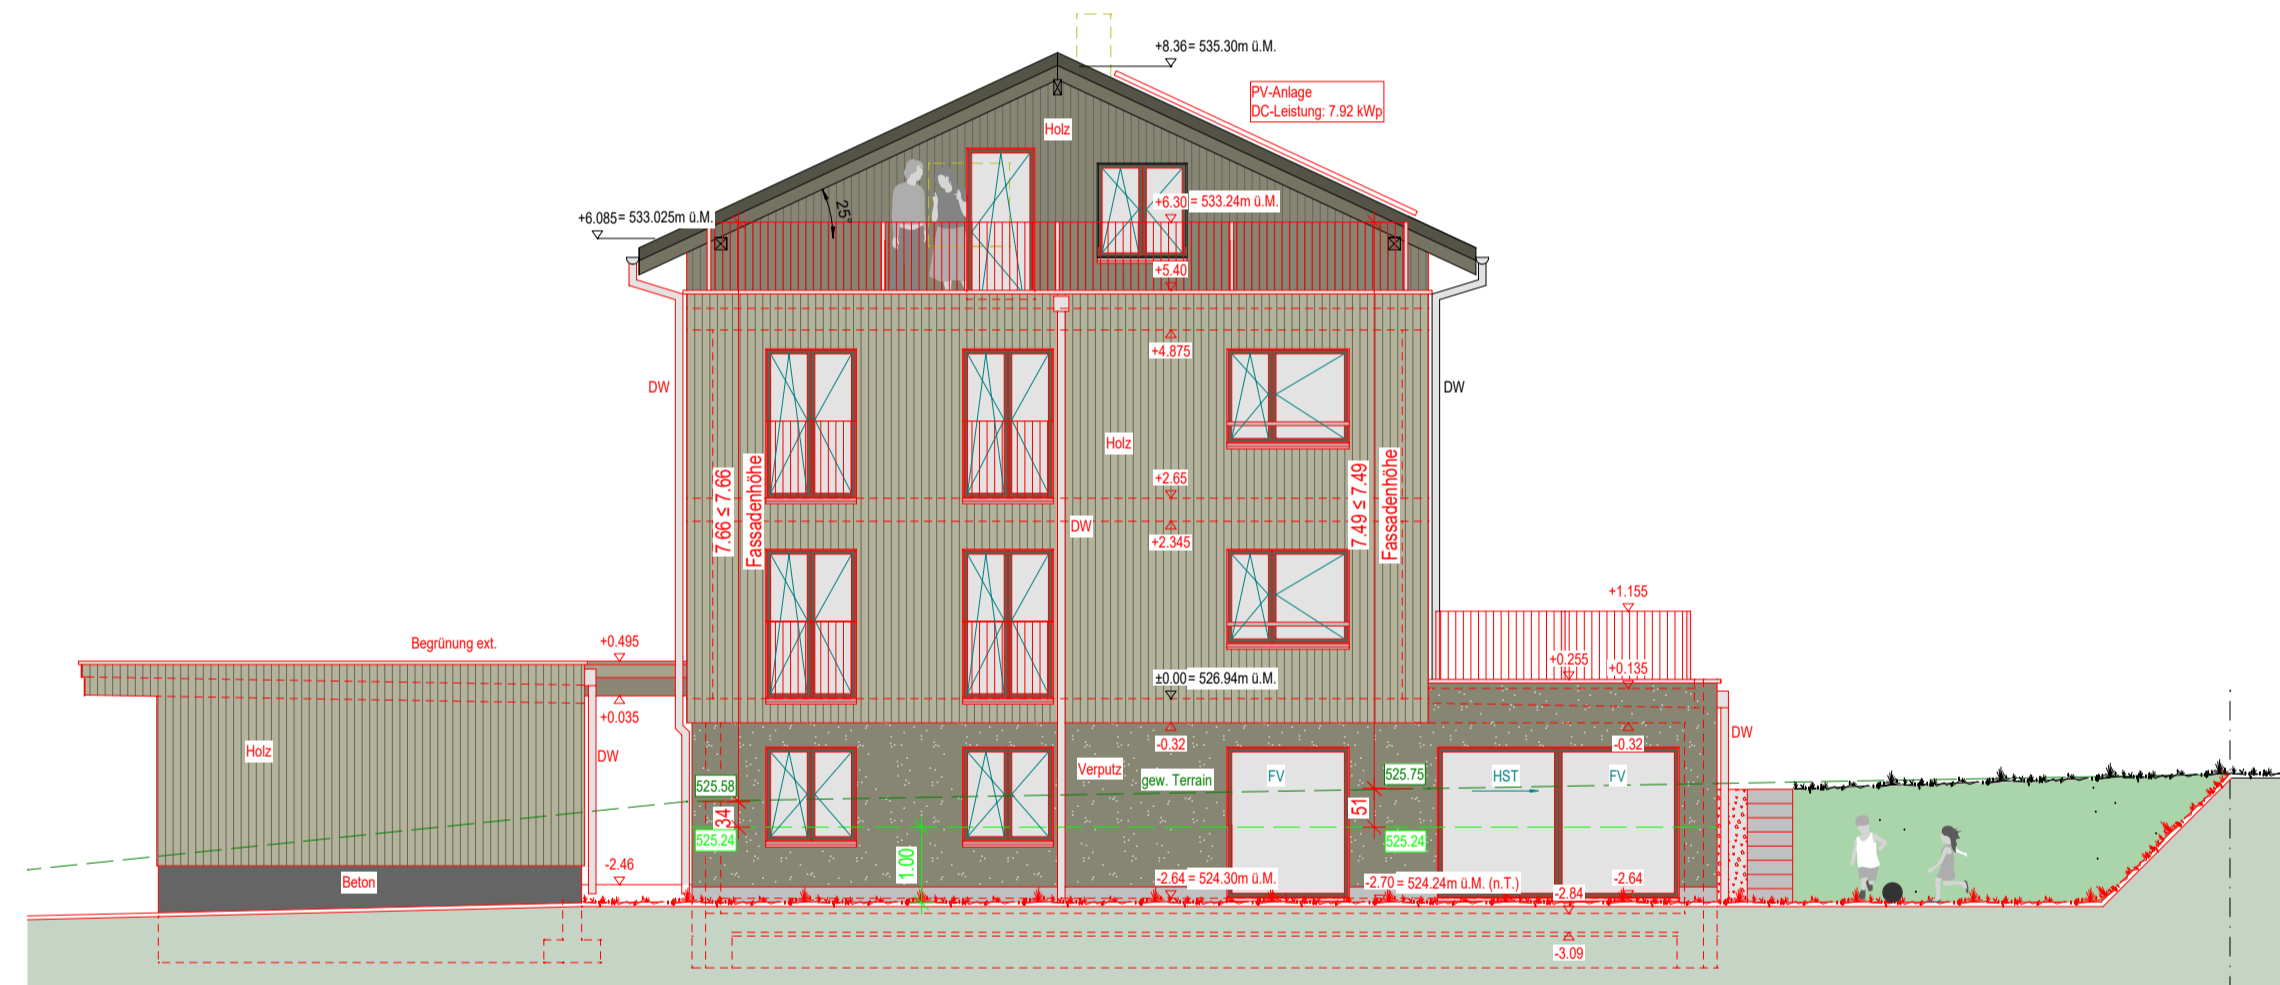 +8.36= 535.30m ü.M.
PV-Anlage
DC-Leistung: 7.92 kWp
Holz
25°
+6.30 = 533.24m ü.M.
+6.085= 533.025m ü.M.
+5.40
+4.875
DW
DW
Holz
7.66 ≤ 7.66
Fassadenhöhe
7.49 ≤ 7.49
Fassadenhöhe
+2.65
DW
+2.345
+1.155
Begrünung ext.
+0.495
+0.255
+0.135
±0.00= 526.94m ü.M.
+0.035
Holz
DW
-0.32
-0.32
DW
Verputz
gew. Terrain
FV
HST
FV
525.58
525.75
34
51
525.24
525.24
1.00
-2.46
Beton
-2.64 = 524.30m ü.M.
-2.70 = 524.24m ü.M. (n.T.)
-2.64
-2.84
-3.09